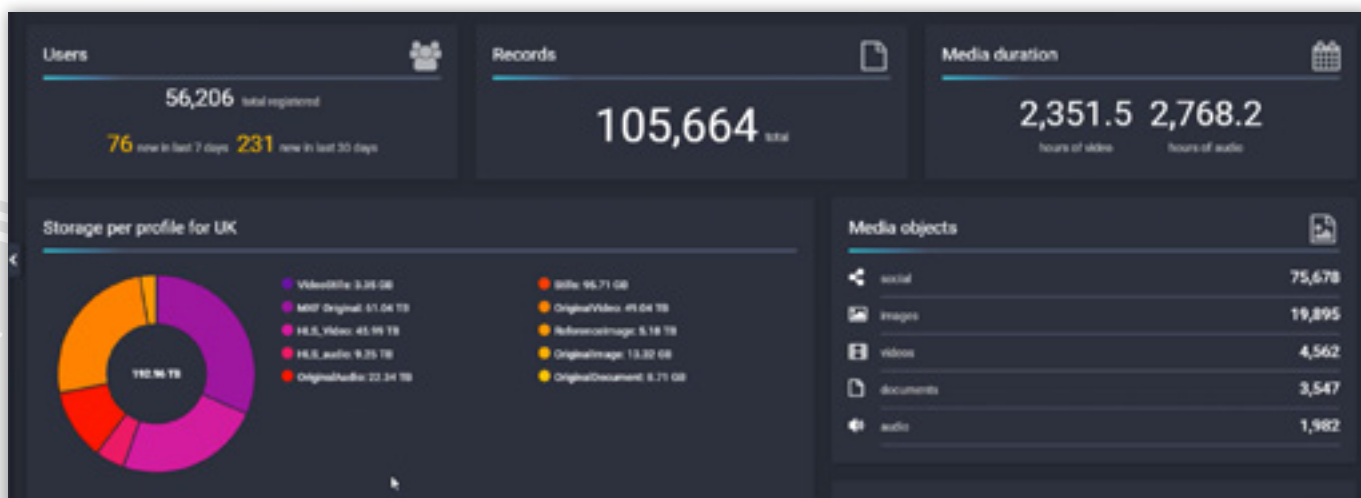 Users
56,206 total registered
76 new in last 7 days 231 new in last 30 days
Records
105,664 total
Media duration
2,351.5 2,768.2
hours of video hours of audio
Storage per profile for UK
192.96 TB
VideoStills: 3.35 GB
MXF Original: 61.04 TB
HLS_Video: 45.99 TB
HLS_audio: 9.25 TB
OriginalAudio: 22.34 TB
Stills: 95.71 GB
OriginalVideo: 49.04 TB
ReferenceImage: 5.18 TB
OriginalImage: 13.32 GB
OriginalDocument: GB
Media objects
social 75,678
images 19,895
videos 4,562
documents 3,547
audio 1,982